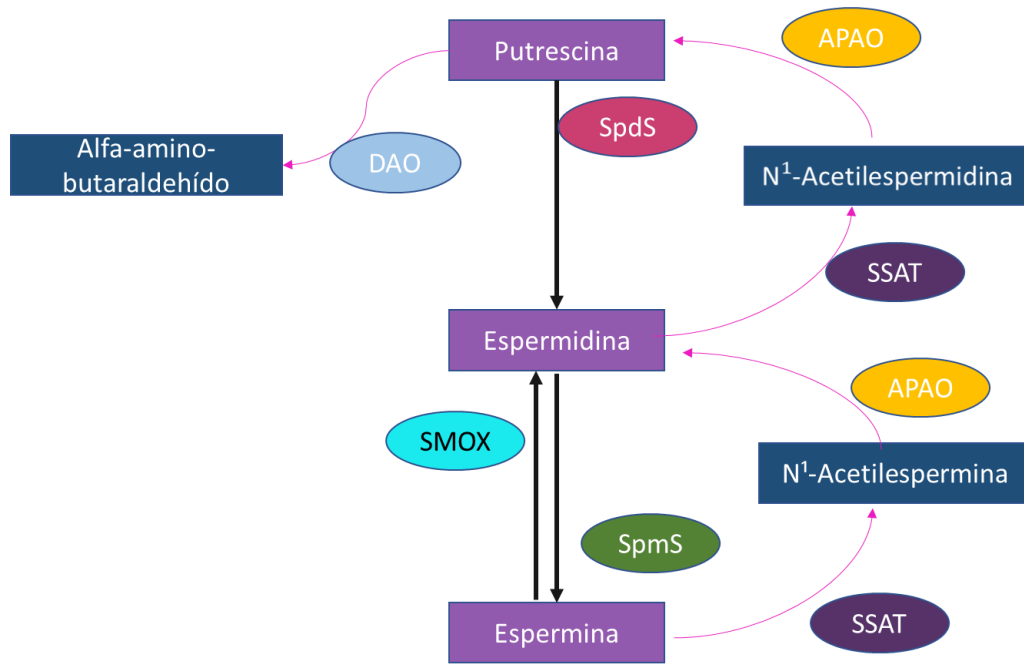 APAO
Putrescina
SpdS
Alfa-amino-
butaraldehído
DAO
N¹-Acetilespermidina
SSAT
Espermidina
APAO
SMOX
N¹-Acetilespermina
SpmS
SSAT
Espermina